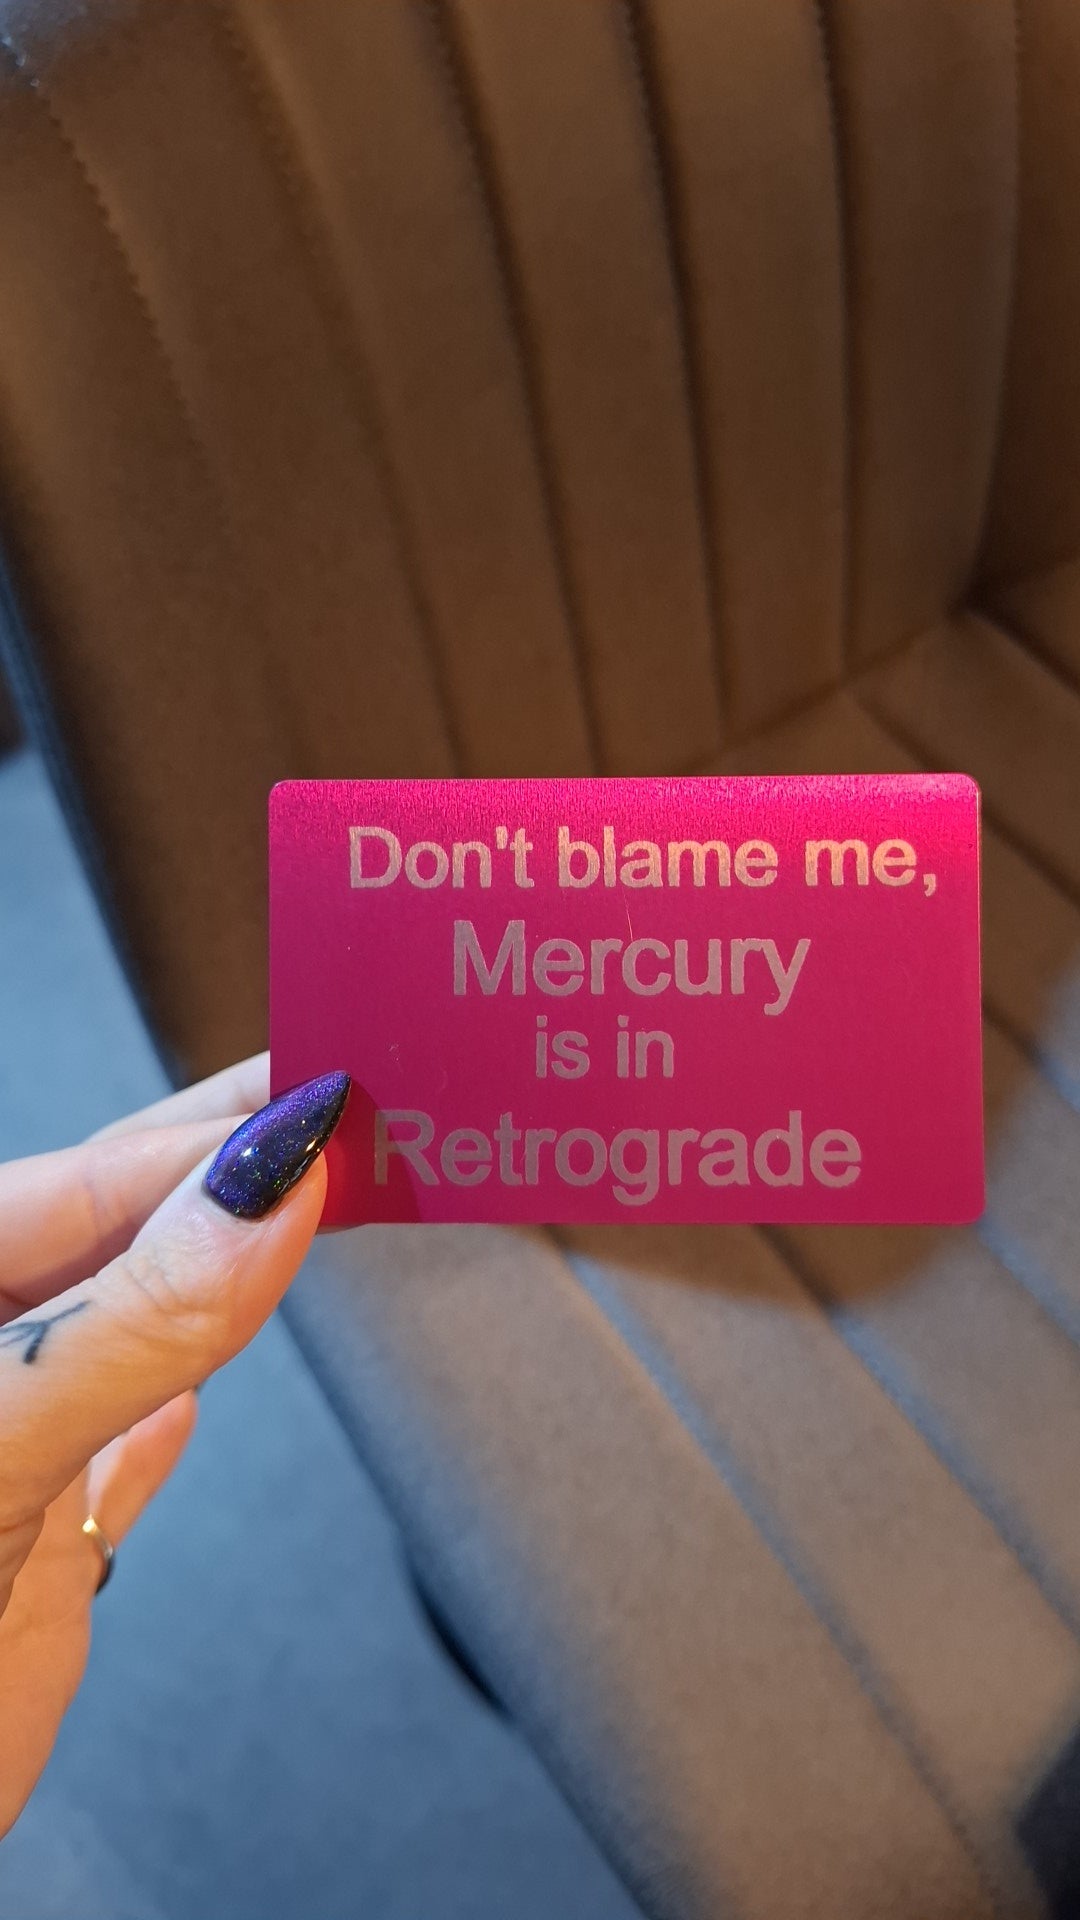 Don't blame me,
Mercury
is in
Retrograde